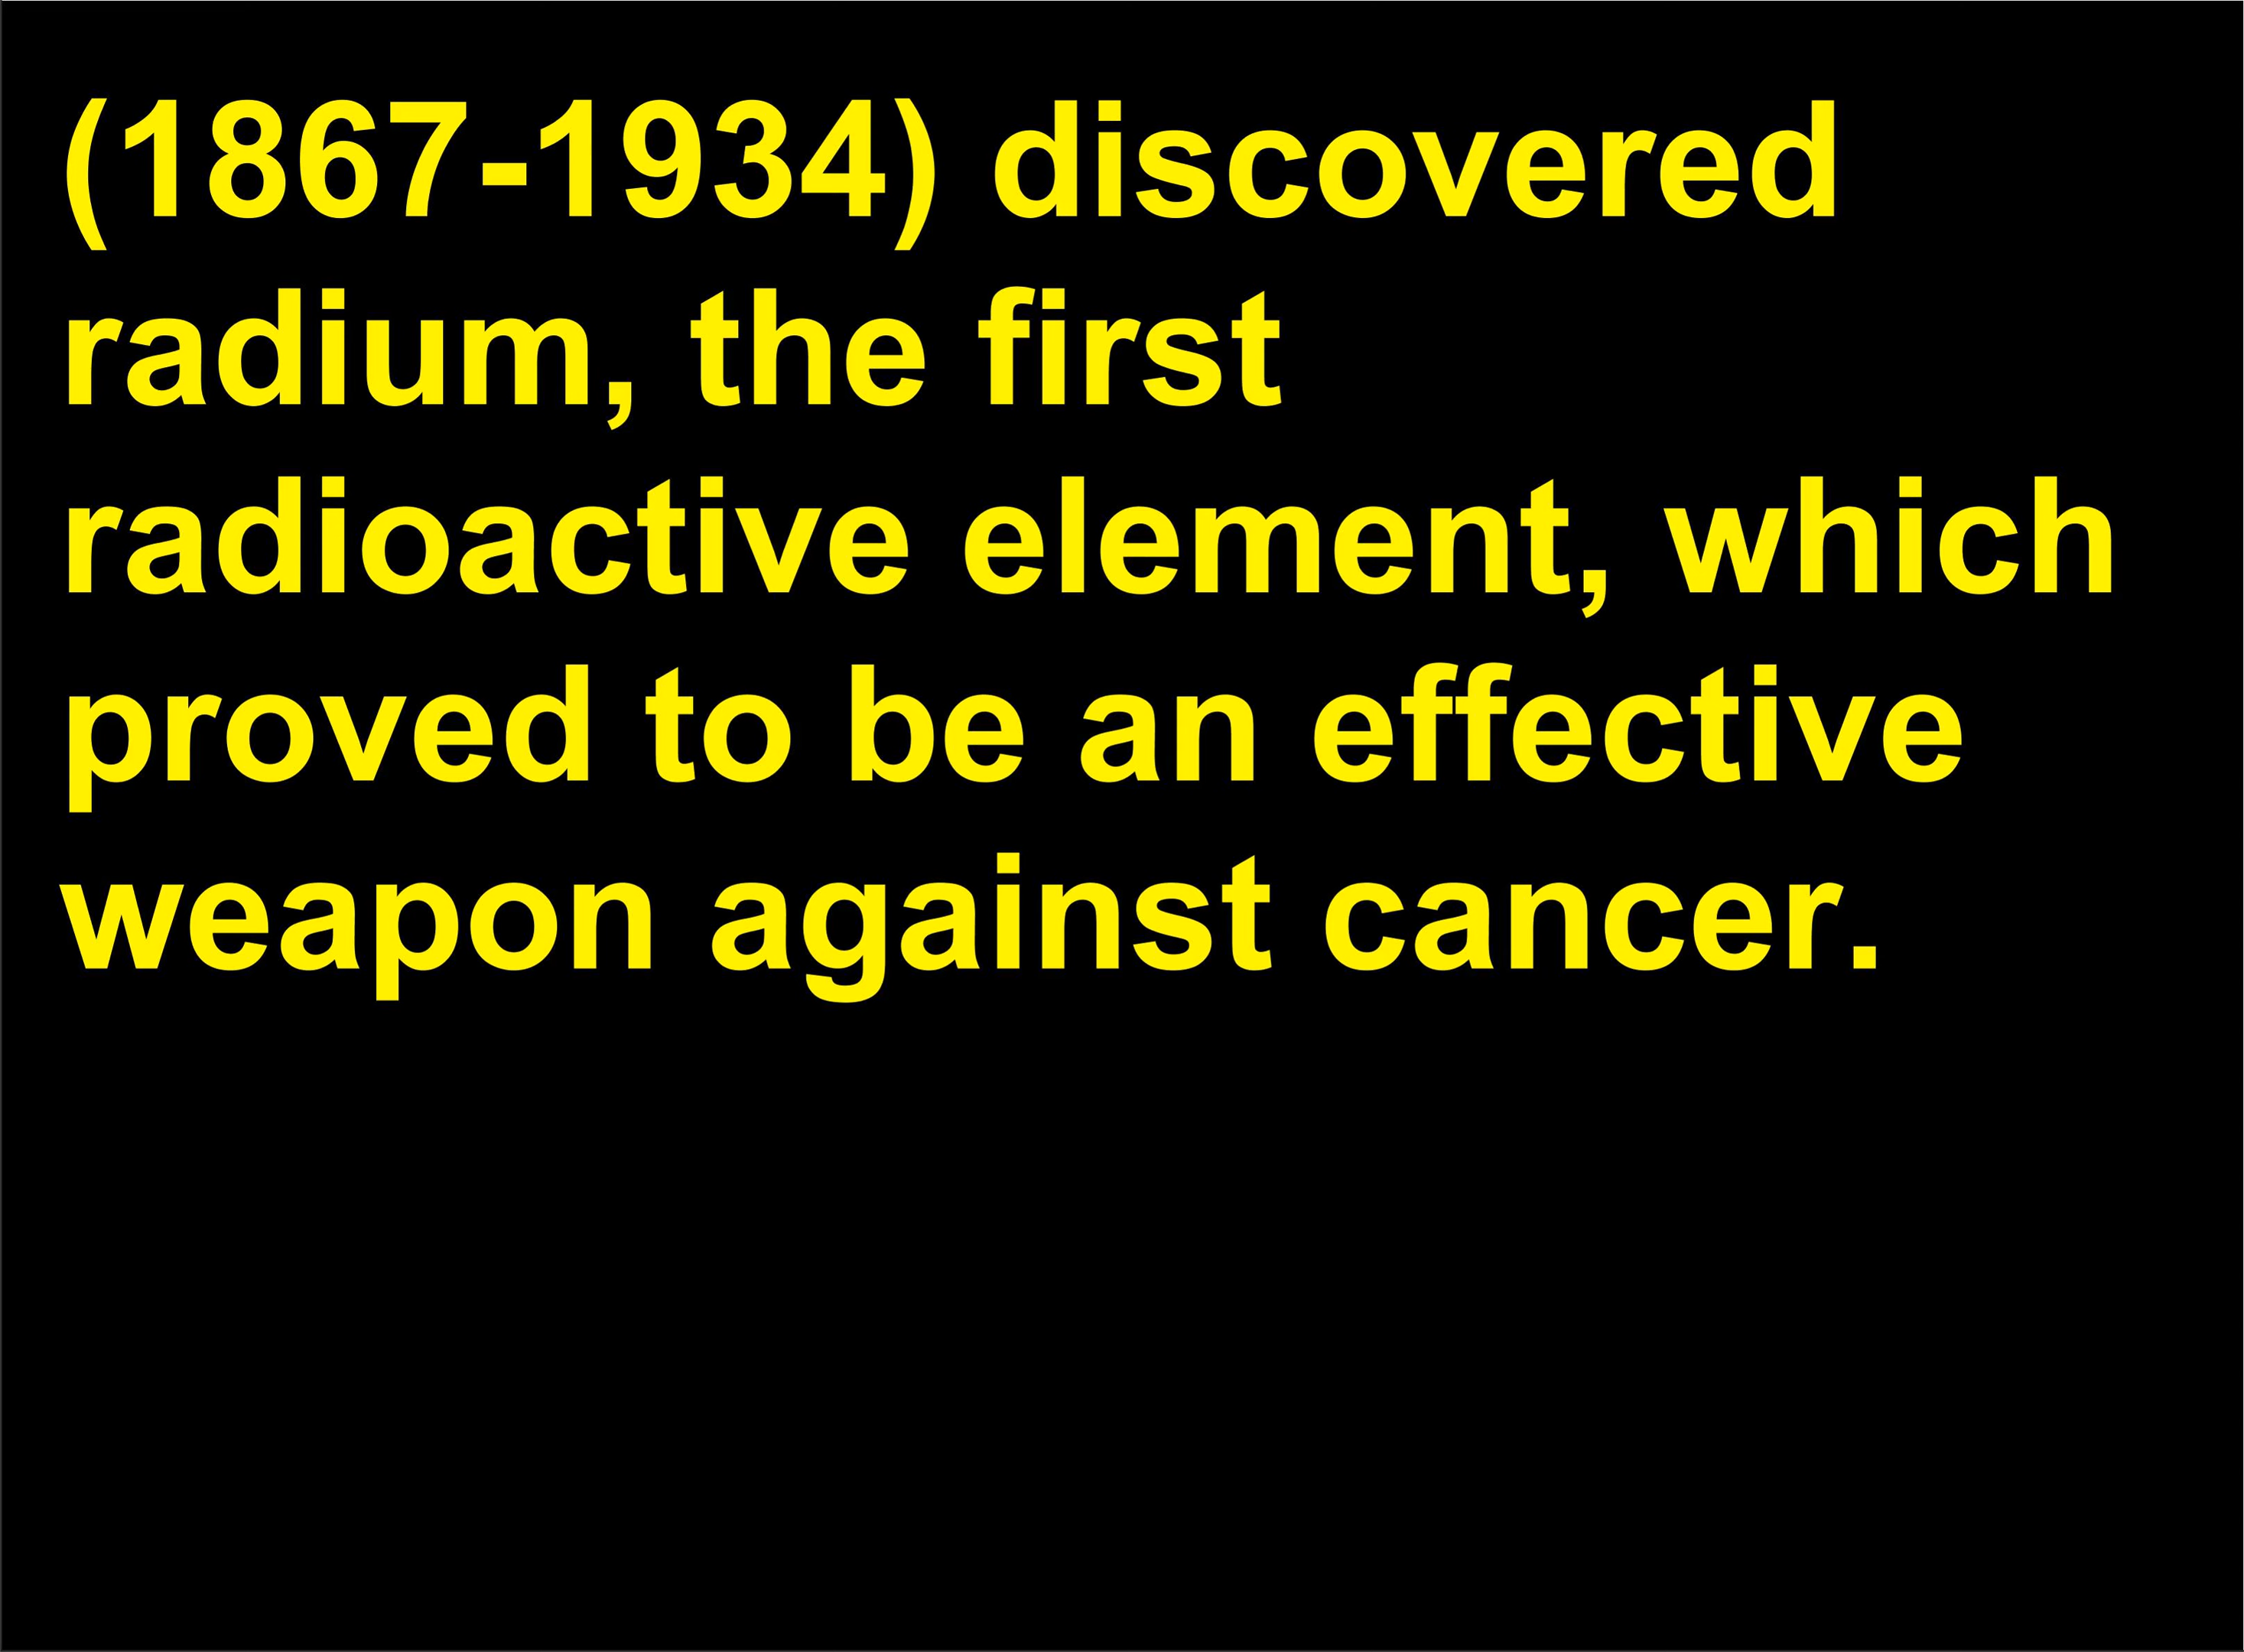 (1867-1934) discovered
radium, the first
radioactive element, which
proved to be an effective
weapon against cancer.